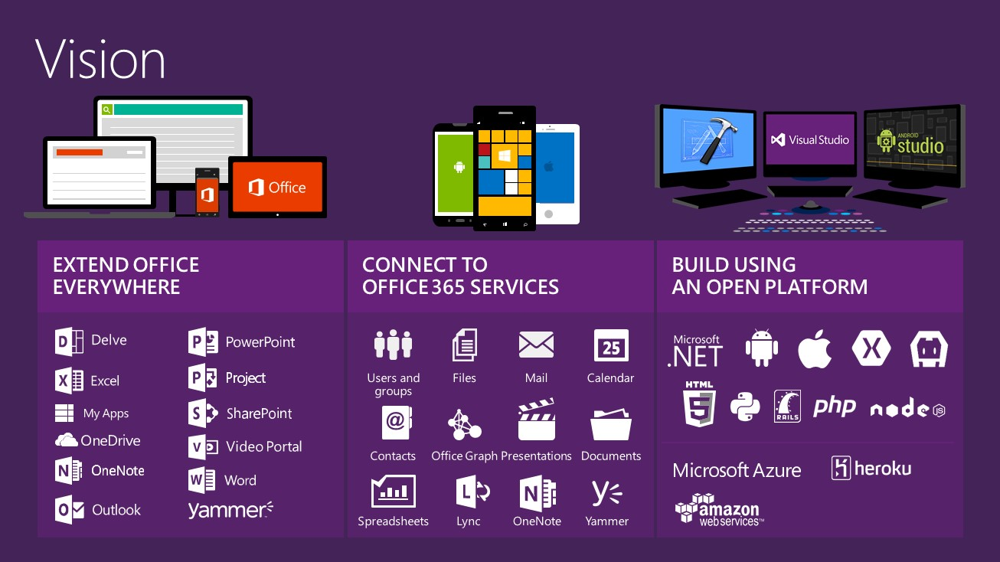 Vision
Office
Visual Studio
ANDROID
studio
EXTEND OFFICE
EVERYWHERE
Delve
Excel
My Apps
OneDrive
OneNote
Outlook
PowerPoint
Project
SharePoint
Video Portal
Word
yammer
CONNECT TO
OFFICE 365 SERVICES
Users and
groups
Files
Mail
25
Calendar
Contacts
Office Graph
Presentations
Documents
Spreadsheets
Lync
OneNote
Yammer
BUILD USING
AN OPEN PLATFORM
Microsoft
.NET
HTML
5
RAILS
php
node JS
Microsoft Azure
heroku
amazon
web services™